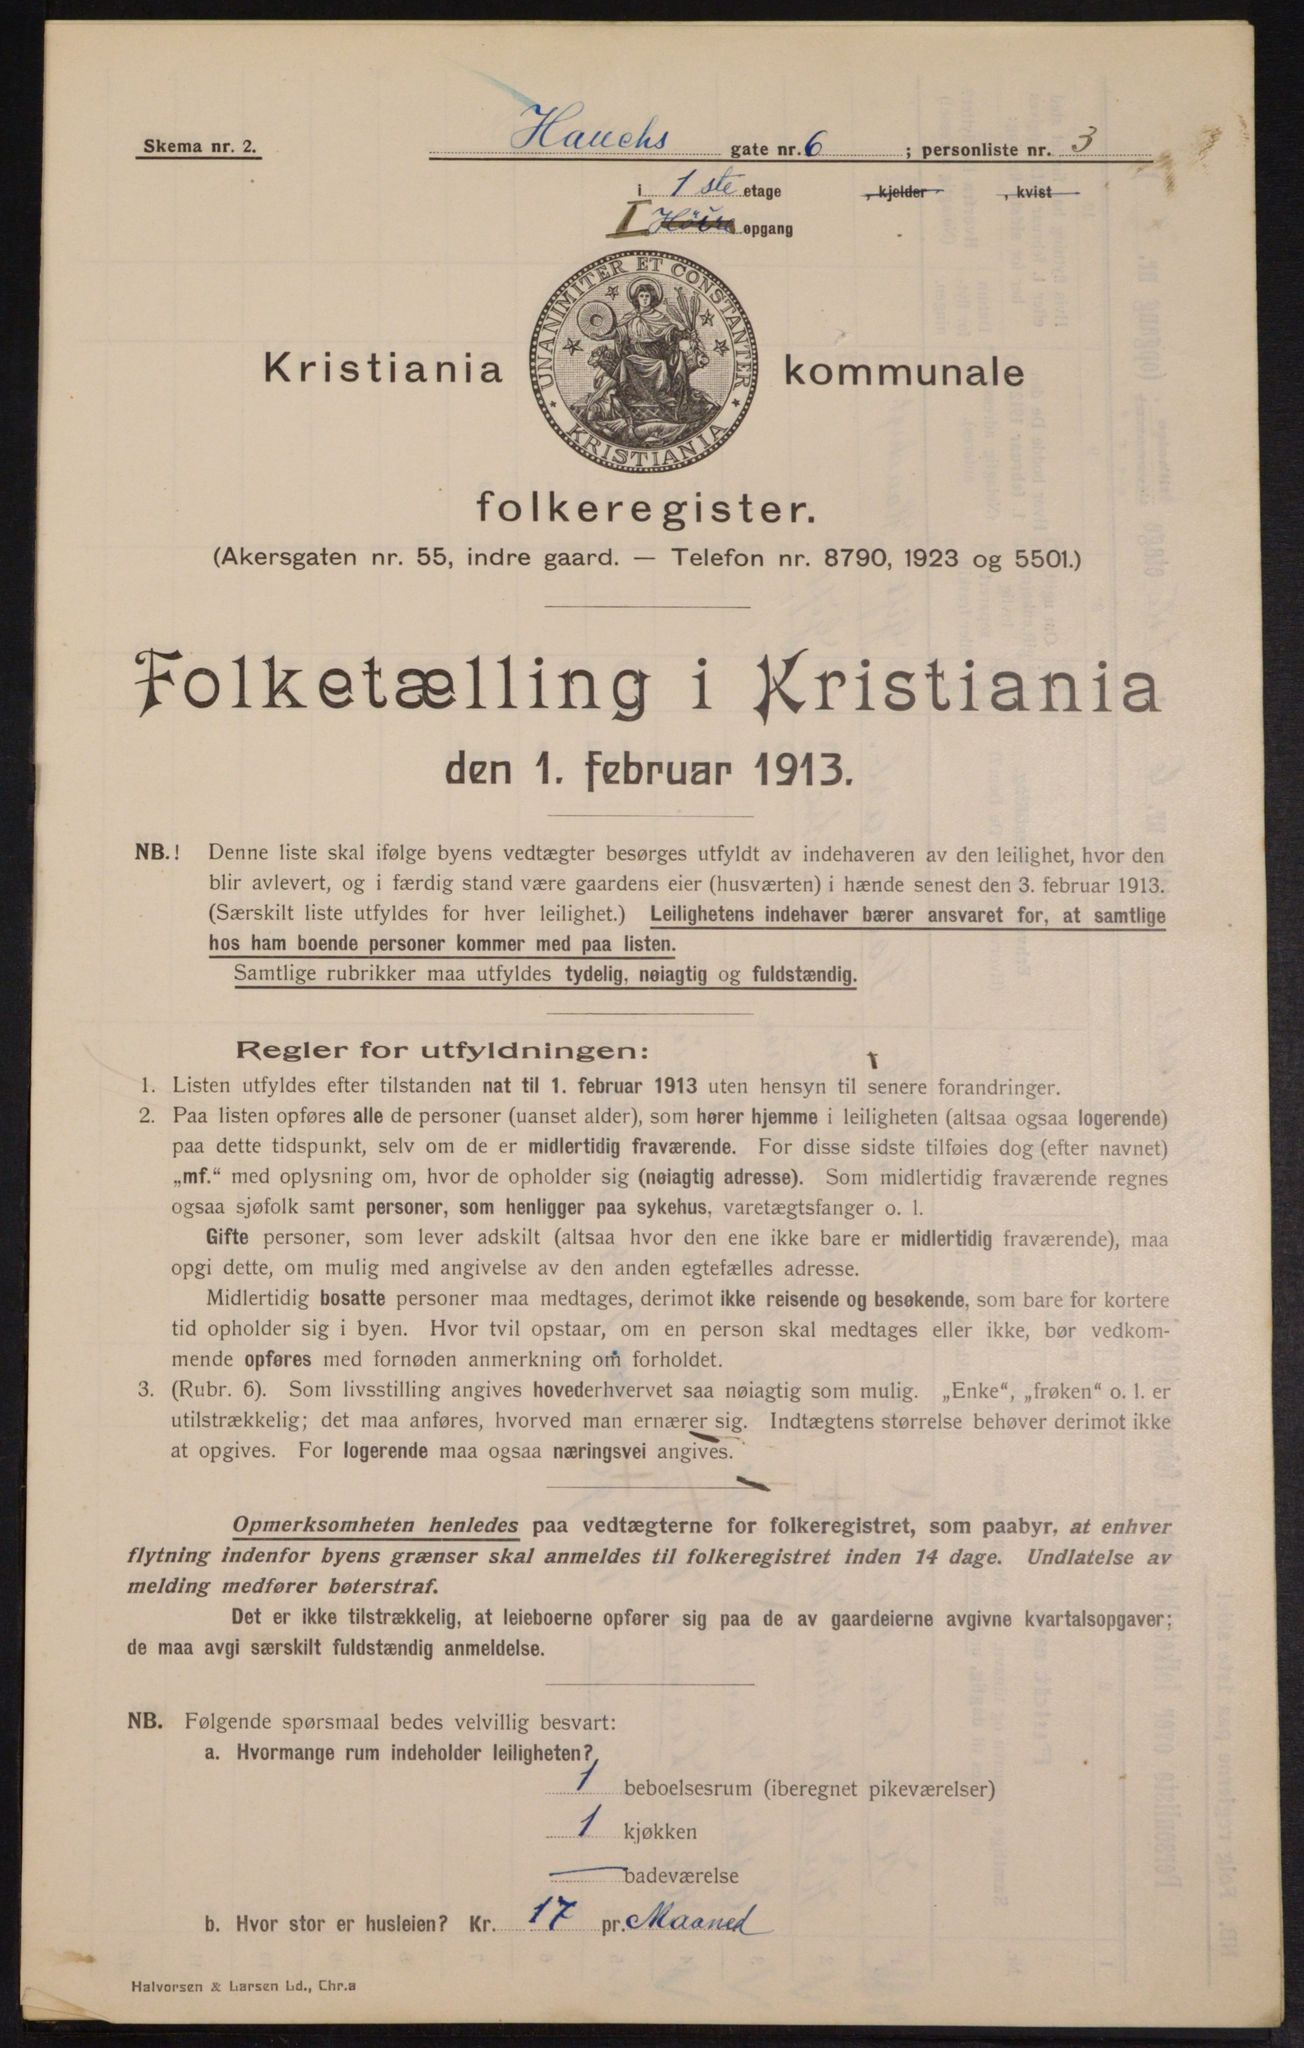 Skema nr. 2. Hauchs gate nr. 6 ; personliste nr. 3
i 1 ste etage , kjelder , kvist
I Höire opgang
UNANIMITER ET CONSTANTER
KRISTIANIA
Kristiania kommunale
folkeregister.
(Akersgaten nr. 55, indre gaard. — Telefon nr. 8790, 1923 og 5501.)
Folketælling i Kristiania
den 1. februar 1913.
NB.! Denne liste skal ifølge byens vedtægter besørges utfyldt av indehaveren av den leilighet, hvor den
blir avlevert, og i færdig stand være gaardens eier (husværten) i hænde senest den 3. februar 1913.
(Særskilt liste utfyldes for hver leilighet.) Leilighetens indehaver bærer ansvaret for, at samtlige
hos ham boende personer kommer med paa listen.
Samtlige rubrikker maa utfyldes tydelig, nøiagtig og fuldstændig.
Regler for utfyldningen:
1. Listen utfyldes efter tilstanden nat til 1. februar 1913 uten hensyn til senere forandringer.
2. Paa listen opføres alle de personer (uanset alder), som hører hjemme i leiligheten (altsaa ogsaa logerende)
paa dette tidspunkt, selv om de er midlertidig fraværende. For disse sidste tilføies dog (efter navnet)
„mf.“ med oplysning om, hvor de opholder sig (nøiagtig adresse). Som midlertidig fraværende regnes
ogsaa sjøfolk samt personer, som henligger paa sykehus, varetægtsfanger o. l.
Gifte personer, som lever adskilt (altsaa hvor den ene ikke bare er midlertidig fraværende), maa
opgi dette, om mulig med angivelse av den anden egtefælles adresse.
Midlertidig bosatte personer maa medtages, derimot ikke reisende og besøkende, som bare for kortere
tid opholder sig i byen. Hvor tvil opstaar, om en person skal medtages eller ikke, bør vedkom-
mende opføres med fornøden anmerkning om forholdet.
3. (Rubr. 6). Som livsstilling angives hovederhvervet saa nøiagtig som mulig. „Enke“, „frøken“ o. l. er
utilstrækkelig; det maa anføres, hvorved man ernærer sig. Indtægtens størrelse behøver derimot ikke
at opgives. For logerende maa ogsaa næringsvei angives.
Opmerksomheten henledes paa vedtægterne for folkeregistret, som paabyr, at enhver
flytning indenfor byens grænser skal anmeldes til folkeregistret inden 14 dage. Undlatelse av
melding medfører bøterstraf.
Det er ikke tilstrækkelig, at leieboerne opfører sig paa de av gaardeierne avgivne kvartalsopgaver;
de maa avgi særskilt fuldstændig anmeldelse.
NB. Følgende spørsmaal bedes velvillig besvart:
a. Hvormange rum indeholder leiligheten?
1 beboelsesrum (iberegnet pikeværelser)
1 kjøkken
— badeværelse
b. Hvor stor er husleien? Kr. 17 pr. Maaned
Halvorsen & Larsen Ld., Chr.a